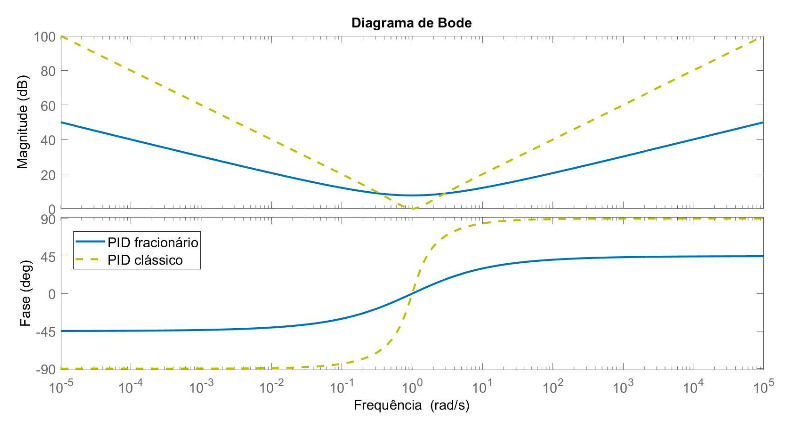 Diagrama de Bode
Magnitude (dB)
100
80
60
40
20
0
Fase (deg)
90
45
0
-45
-90
PID fracionário
PID clássico
10^-5 10^-4 10^-3 10^-2 10^-1 10^0 10^1 10^2 10^3 10^4 10^5
Frequência (rad/s)